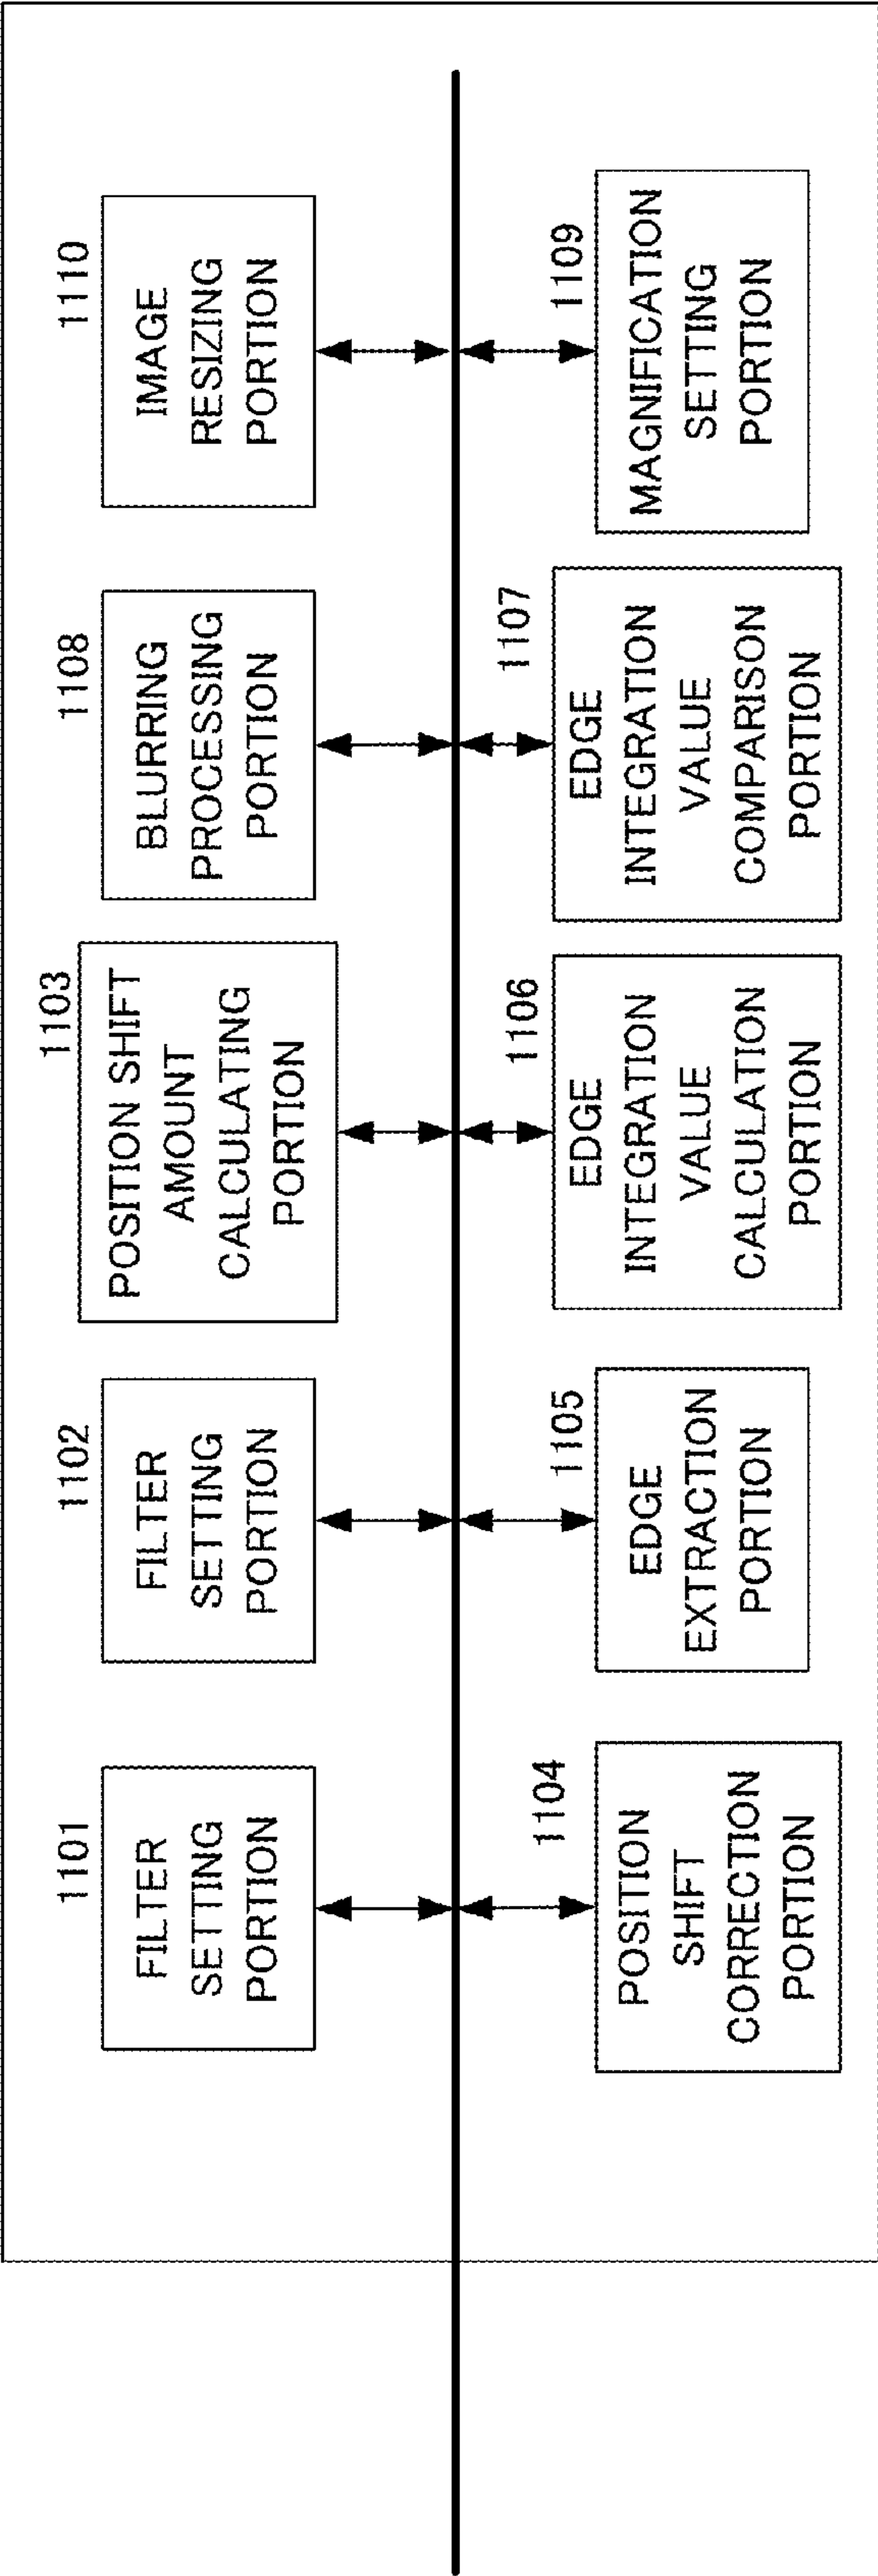 1101
FILTER
SETTING
PORTION
1102
FILTER
SETTING
PORTION
1103
POSITION SHIFT
AMOUNT
CALCULATING
PORTION
1108
BLURRING
PROCESSING
PORTION
1110
IMAGE
RESIZING
PORTION
1104
POSITION
SHIFT
CORRECTION
PORTION
1105
EDGE
EXTRACTION
PORTION
1106
EDGE
INTEGRATION
VALUE
CALCULATION
PORTION
1107
EDGE
INTEGRATION
VALUE
COMPARISON
PORTION
1109
MAGNIFICATION
SETTING
PORTION